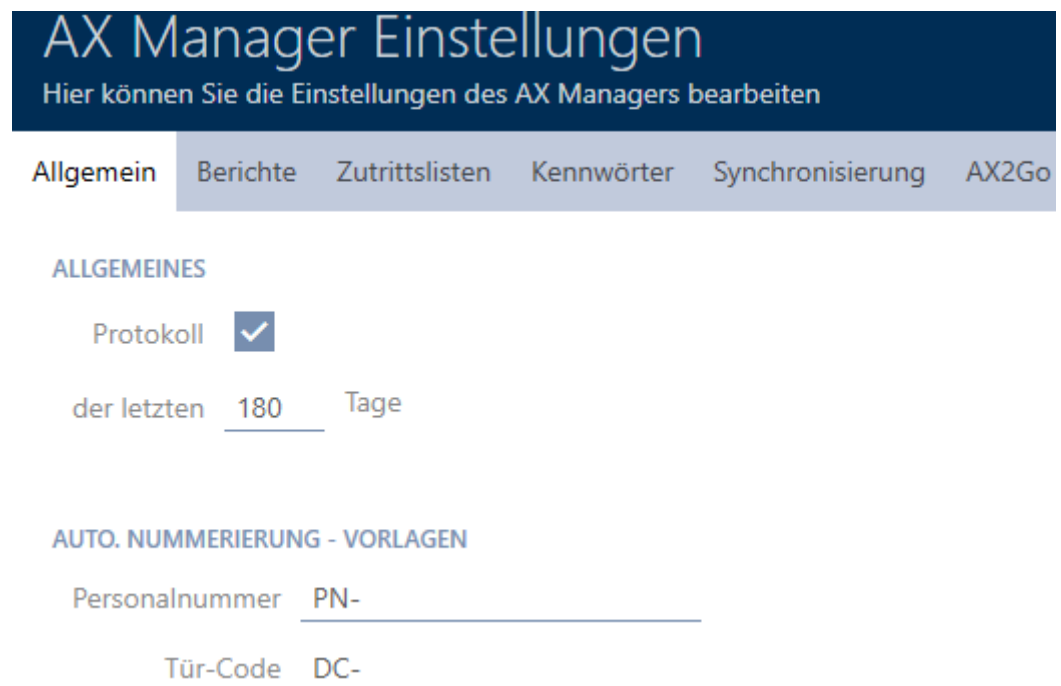 AX Manager Einstellungen
Hier können Sie die Einstellungen des AX Managers bearbeiten
Allgemein Berichte Zutrittslisten Kennwörter Synchronisierung AX2Go
ALLGEMEINES
Protokoll
der letzten 180 Tage
AUTO. NUMMERIERUNG - VORLAGEN
Personalnummer PN-
Tür-Code DC-